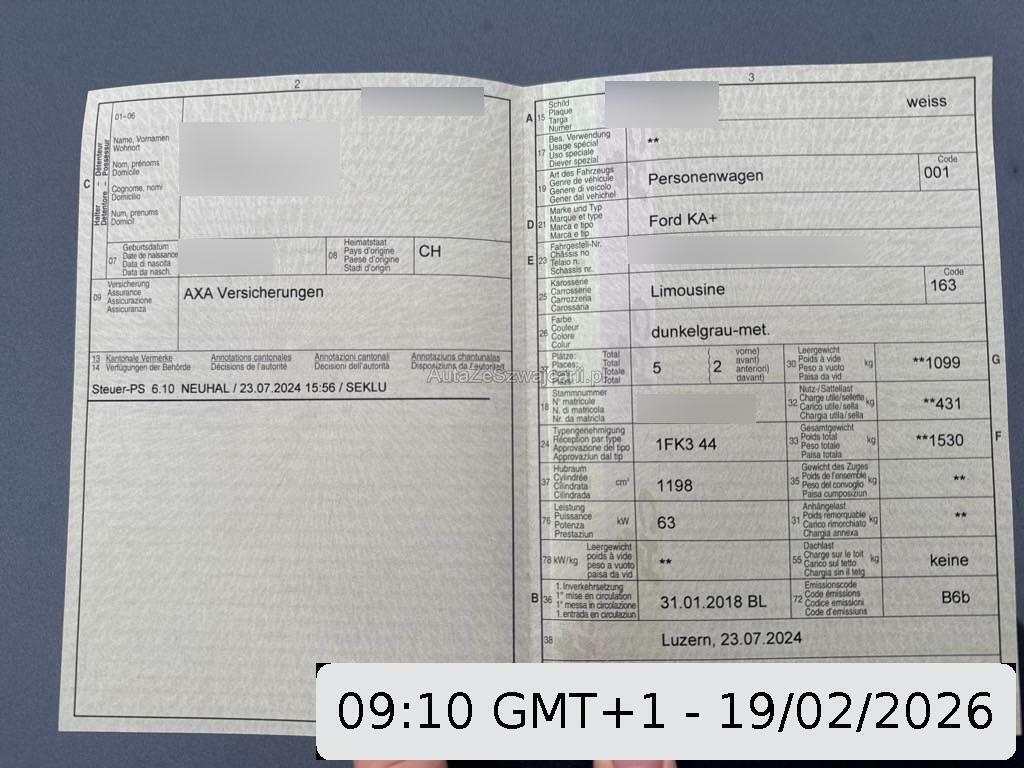 2
01-06
C
Halter Detentore
Détenteur Possessur
Name, Vornamen
Wohnort
Nom, prénoms
Domicile
Cognome, nomi
Domicilio
Num, prenums
Domicil
07
Geburtsdatum
Date de naissance
Data di nascita
Data da nasch.
08
Heimatstaat
Pays d'origine
Paese d'origine
Stadi d'origin
CH
09
Versicherung
Assurance
Assicurazione
Assicuranza
AXA Versicherungen
13 Kantonale Vermerke Annotations cantonales Annotazioni cantonali Annotaziuns chantunalas
14 Verfügungen der Behörde Décisions de l'autorité Decisioni dell'autorità Disposiziuns da l'autoritad
AutaZeSzwajcarii.pl
Steuer-PS 6.10 NEUHAL / 23.07.2024 15:56 / SEKLU
3
A 15
Schild
Plaque
Targa
Numer
weiss
17
Bes. Verwendung
Usage spécial
Uso speciale
Diever spezial
**
19
Art des Fahrzeugs
Genre de véhicule
Genere di veicolo
Gener dal vehichel
Personenwagen
Code
001
D 21
Marke und Typ
Marque et type
Marca e tipo
Marca e tip
Ford KA+
E 23
Fahrgestell-Nr.
Châssis no
Telaio n.
Schassis nr.
25
Karosserie
Carrosserie
Carrozzeria
Carossaria
Limousine
Code
163
26
Farbe
Couleur
Colore
Colur
dunkelgrau-met.
Plätze: Total
Places: Total
Totale
Total
5
2
vorne)
avant)
anteriori)
davant)
30
Leergewicht
Poids à vide
Peso a vuoto
Paisa da vid
kg
**1099
G
18
Stammnummer
N° matricule
N. di matricola
Nr. da matricla
32
Nutz-/Sattellast
Charge utile/sellette
Carico utile/sella
Chargia utila/sella
kg
**431
24
Typengenehmigung
Réception par type
Approvazione del tipo
Approvaziun dal tip
1FK3 44
33
Gesamtgewicht
Poids total
Peso totale
Paisa totala
kg
**1530
F
37
Hubraum
Cylindrée
Cilindrata
Cilindrada
cm³
1198
35
Gewicht des Zuges
Poids de l'ensemble
Peso del convoglio
Paisa cumposiziun
kg
**
76
Leistung
Puissance
Potenza
Prestaziun
kW
63
31
Anhängelast
Poids remorquable
Carico rimorchiato
Chargia annexa
kg
**
78 kW/kg
Leergewicht
poids à vide
peso a vuoto
paisa da vid
**
55
Dachlast
Charge sur le toit
Carico sul tetto
Chargia sin il tetg
kg
keine
B 36
1. Inverkehrsetzung
1re mise en circulation
1a messa in circolazione
1. entrada en circulaziun
31.01.2018 BL
72
Emissionscode
Code émissions
Codice emissioni
Code d'emissiuns
B6b
38
Luzern, 23.07.2024
09:10 GMT+1 - 19/02/2026